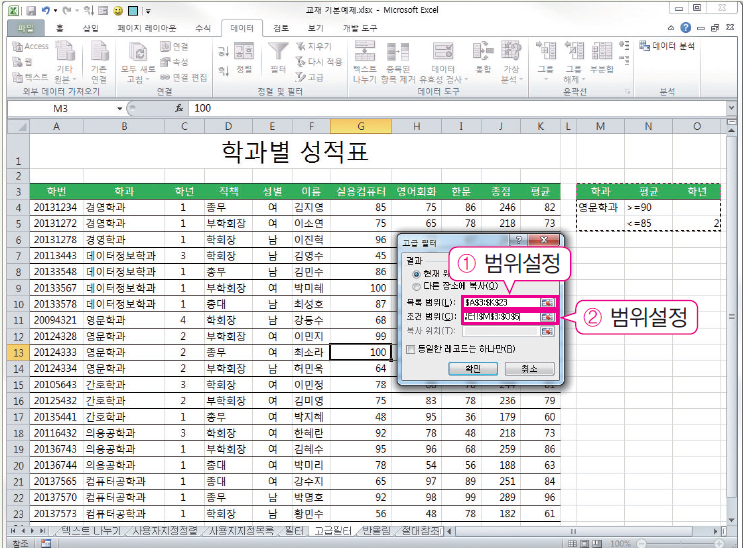 교재 기본예제.xlsx - Microsoft Excel
파일 홈 삽입 페이지 레이아웃 수식 데이터 검토 보기 개발 도구
Access 웹 텍스트 기타 원본 기존 연결 외부 데이터 가져오기
모두 새로 고침 연결 속성 연결 편집 연결
정렬 필터 지우기 다시 적용 고급 정렬 및 필터
텍스트 나누기 중복된 항목 제거 데이터 유효성 검사 통합 가상 분석 데이터 도구
그룹 그룹 해제 부분합 윤곽선
데이터 분석 분석
M3 fx 100
A B C D E F G H I J K L M N O
1 학과별 성적표
2
3 학번 학과 학년 직책 성별 이름 실용컴퓨터 영어회화 한문 총점 평균 학과 평균 학년
4 20131234 경영학과 1 총무 여 김지영 85 75 86 246 82 영문학과 >=90
5 20131272 경영학과 1 부학회장 여 이소연 75 65 78 218 73 <=85 2
6 20131278 경영학과 1 학회장 남 이진혁 96
7 20113443 데이터정보학과 3 학회장 남 김영수 45
8 20133548 데이터정보학과 1 총무 남 김민수 86
9 20133567 데이터정보학과 1 부학회장 여 박미혜 100
10 20133578 데이터정보학과 1 총대 남 최성호 87
11 20094321 영문학과 4 학회장 남 강동수 68
12 20124328 영문학과 2 부학회장 여 이민지 99
13 20124333 영문학과 2 총무 여 최소라 100
14 20124334 영문학과 2 부학회장 남 허민욱 64
15 20105643 간호학과 3 학회장 여 이민정 78
16 20125432 간호학과 2 부학회장 여 김미영 75 83 78 236 79
17 20135441 간호학과 1 총무 여 박지혜 48 95 36 179 60
18 20116432 의용공학과 3 학회장 여 한혜란 92 78 48 218 73
19 20136743 의용공학과 1 부학회장 여 김혜수 95 96 68 259 86
20 20136744 의용공학과 1 총대 여 박미리 78 54 56 188 63
21 20137565 컴퓨터공학과 1 총대 여 강수지 65 97 89 251 84
22 20137570 컴퓨터공학과 1 총무 남 박명호 92 98 99 289 96
23 20137573 컴퓨터공학과 1 학회장 남 황민수 56 48 78 182 61
고급 필터
결과
현재 위
다른 장소에 복사(O)
목록 범위(L): $A$3:$K$23
조건 범위(C): !$M$3:$O$5
복사 위치(T):
동일한 레코드는 하나만(R)
확인 취소
① 범위설정
② 범위설정
텍스트 나누기 사용자지정정렬 사용자지정목록 필터 고급필터 반올림 절대참조
참조 100%